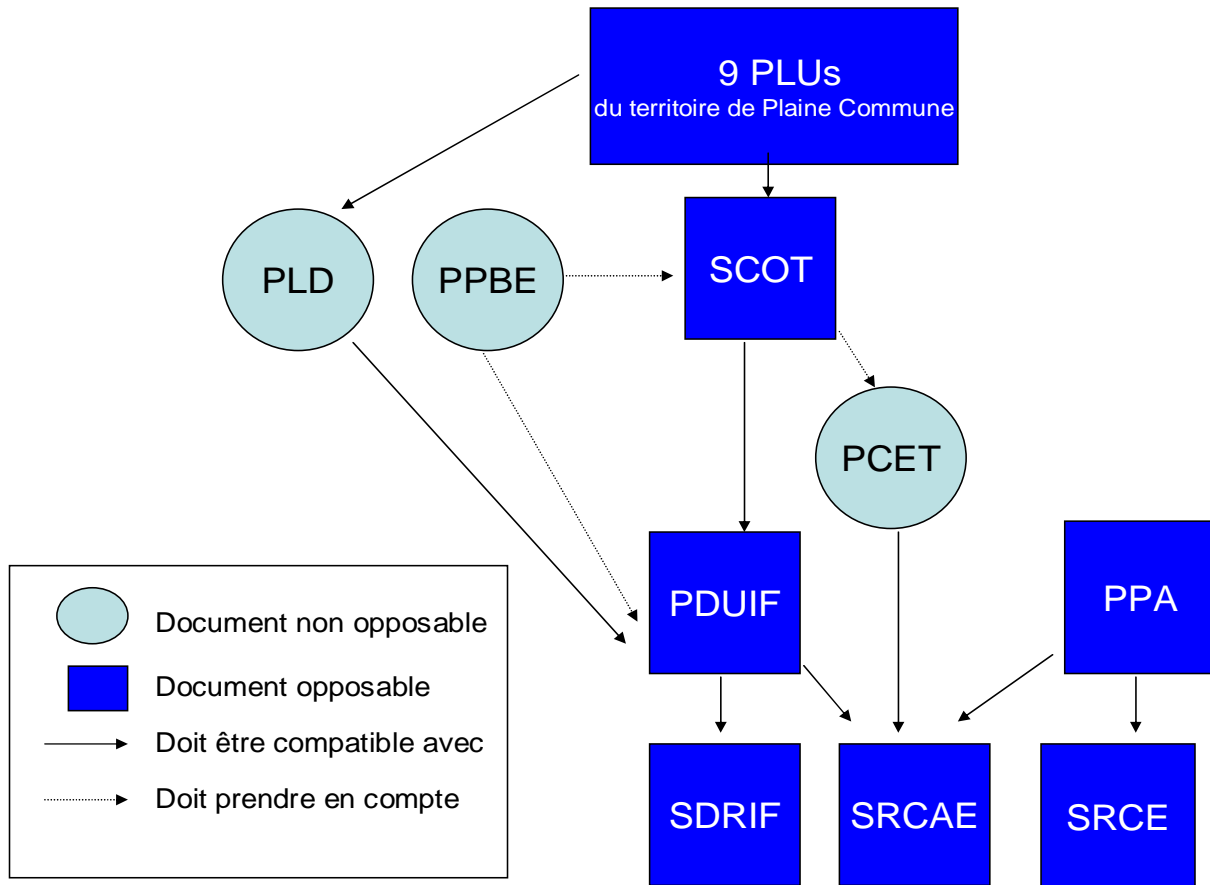 9 PLUs
du territoire de Plaine Commune
PLD
PPBE
SCOT
PCET
PDUIF
PPA
Document non opposable
Document opposable
Doit être compatible avec
Doit prendre en compte
SDRIF
SRCAE
SRCE